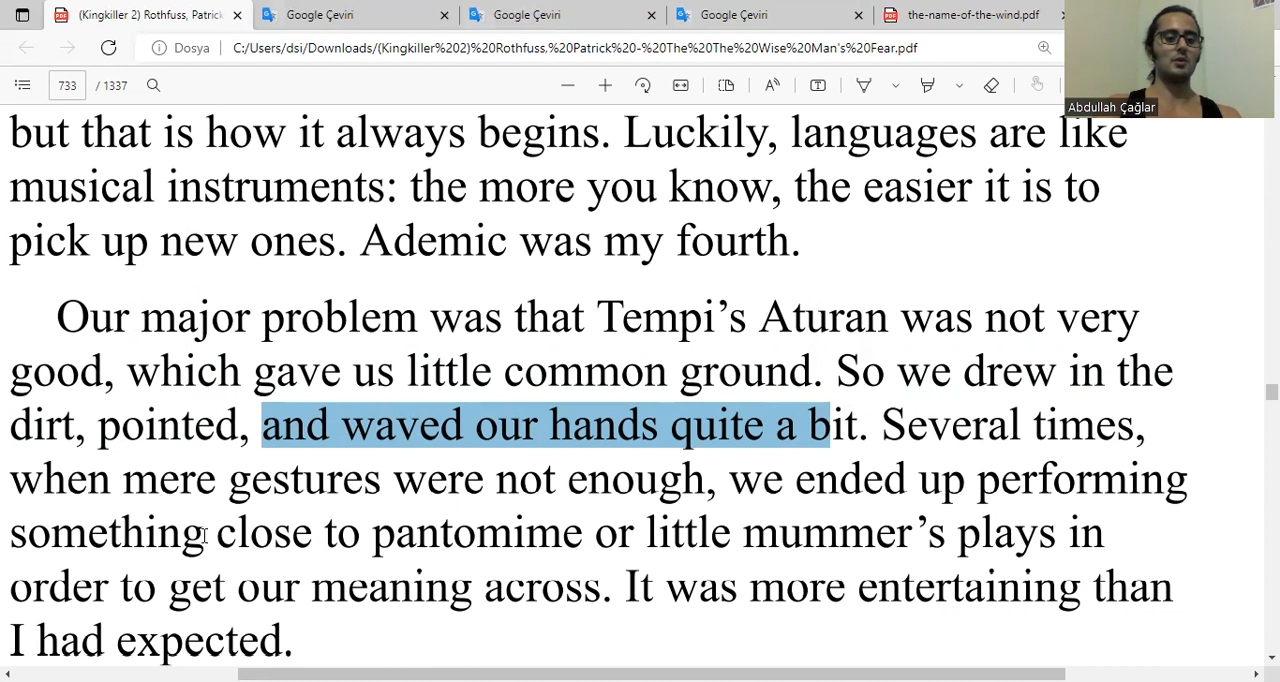 (Kingkiller 2) Rothfuss, Patrick
Google Çeviri
Google Çeviri
Google Çeviri
the-name-of-the-wind.pdf
Dosya
C:/Users/dsi/Downloads/(Kingkiller%202)%20Rothfuss,%20Patrick%20-%20The%20The%20Wise%20Man's%20Fear.pdf
733 / 1337
Abdullah Çağlar
but that is how it always begins. Luckily, languages are like
musical instruments: the more you know, the easier it is to
pick up new ones. Ademic was my fourth.
Our major problem was that Tempi’s Aturan was not very
good, which gave us little common ground. So we drew in the
dirt, pointed, and waved our hands quite a bit. Several times,
when mere gestures were not enough, we ended up performing
something close to pantomime or little mummer’s plays in
order to get our meaning across. It was more entertaining than
I had expected.